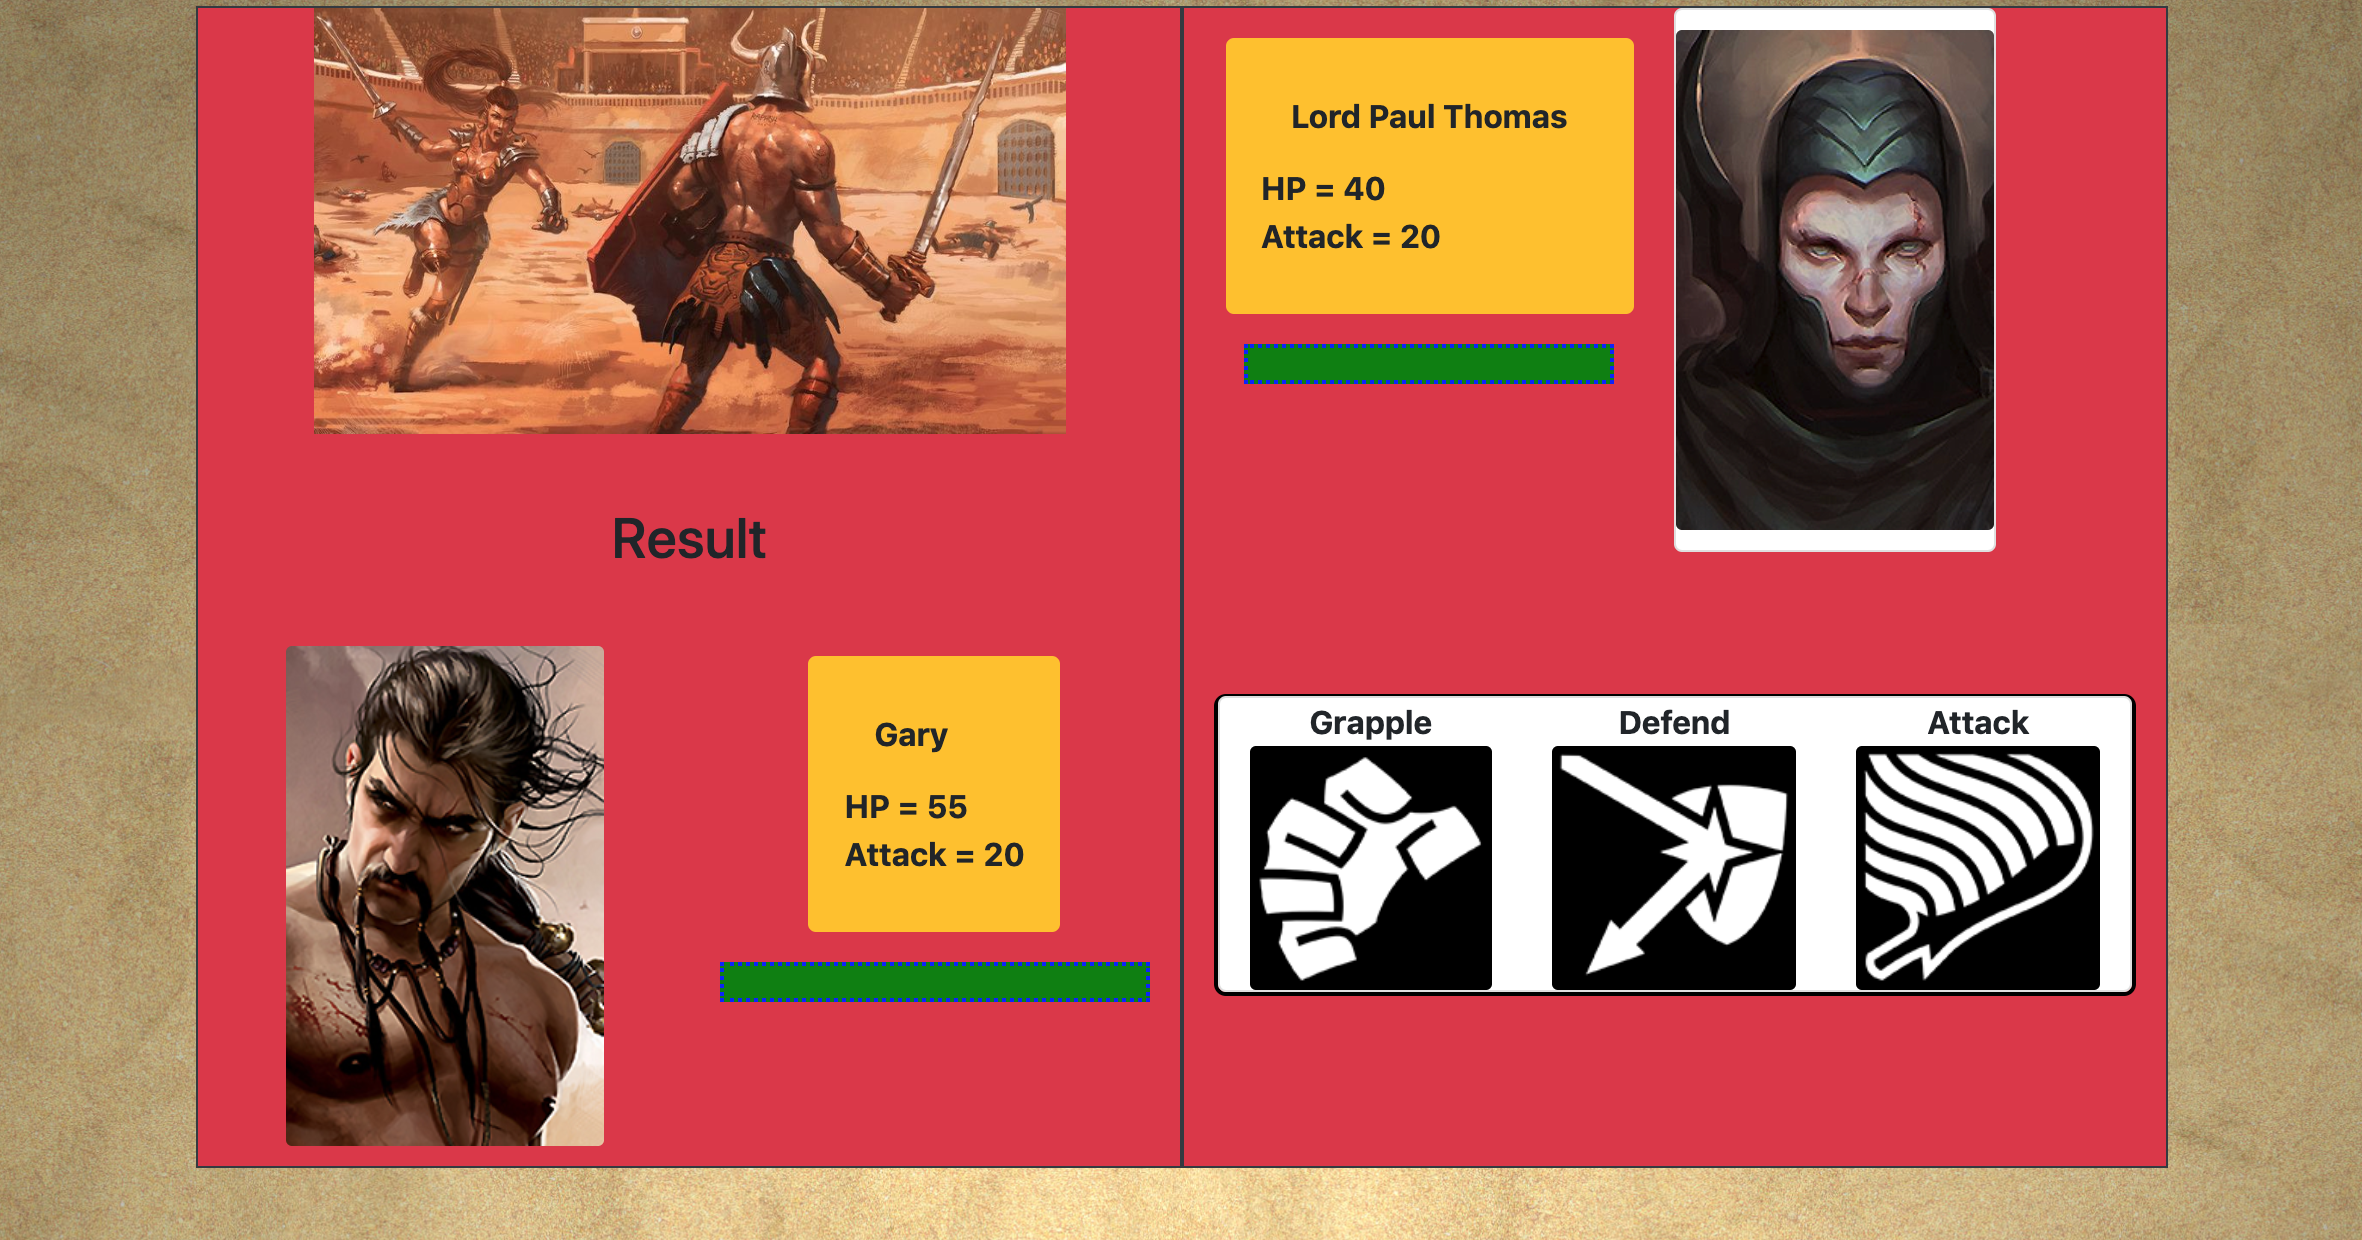 Result
Gary
HP = 55
Attack = 20
Lord Paul Thomas
HP = 40
Attack = 20
Grapple
Defend
Attack